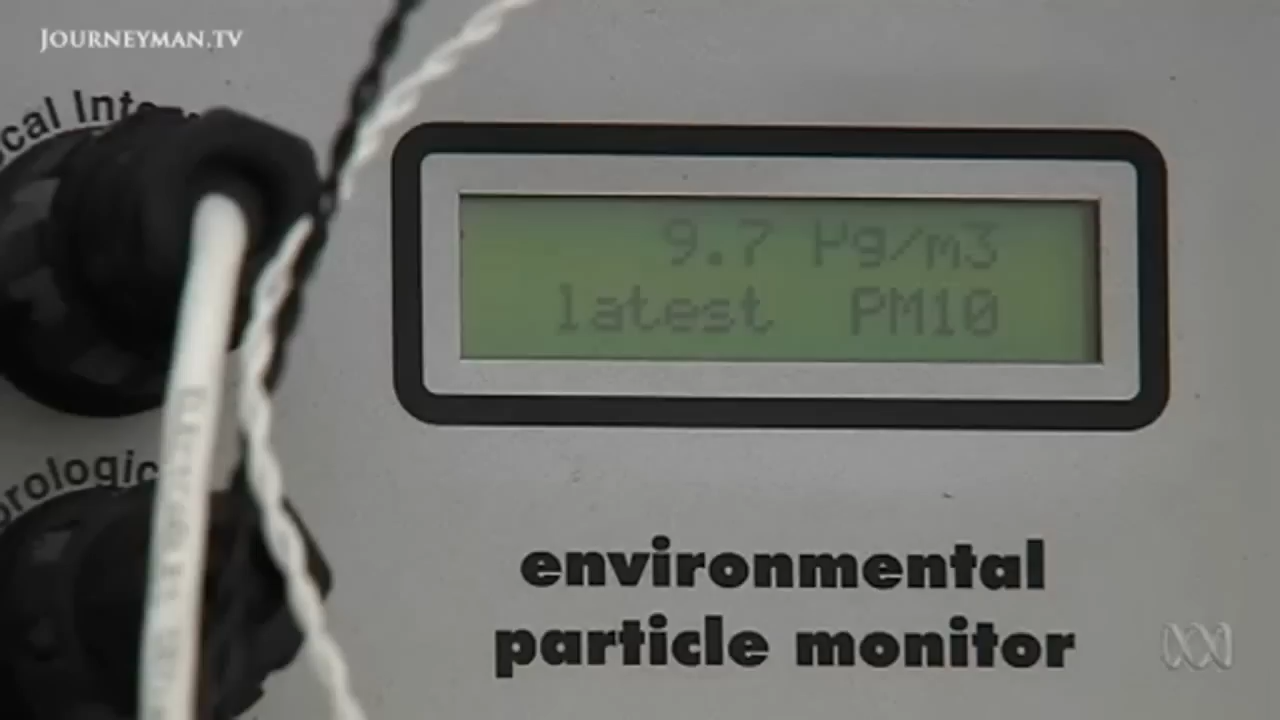 JOURNEYMAN.TV
9.7 µg/m3
latest PM10
environmental
particle monitor